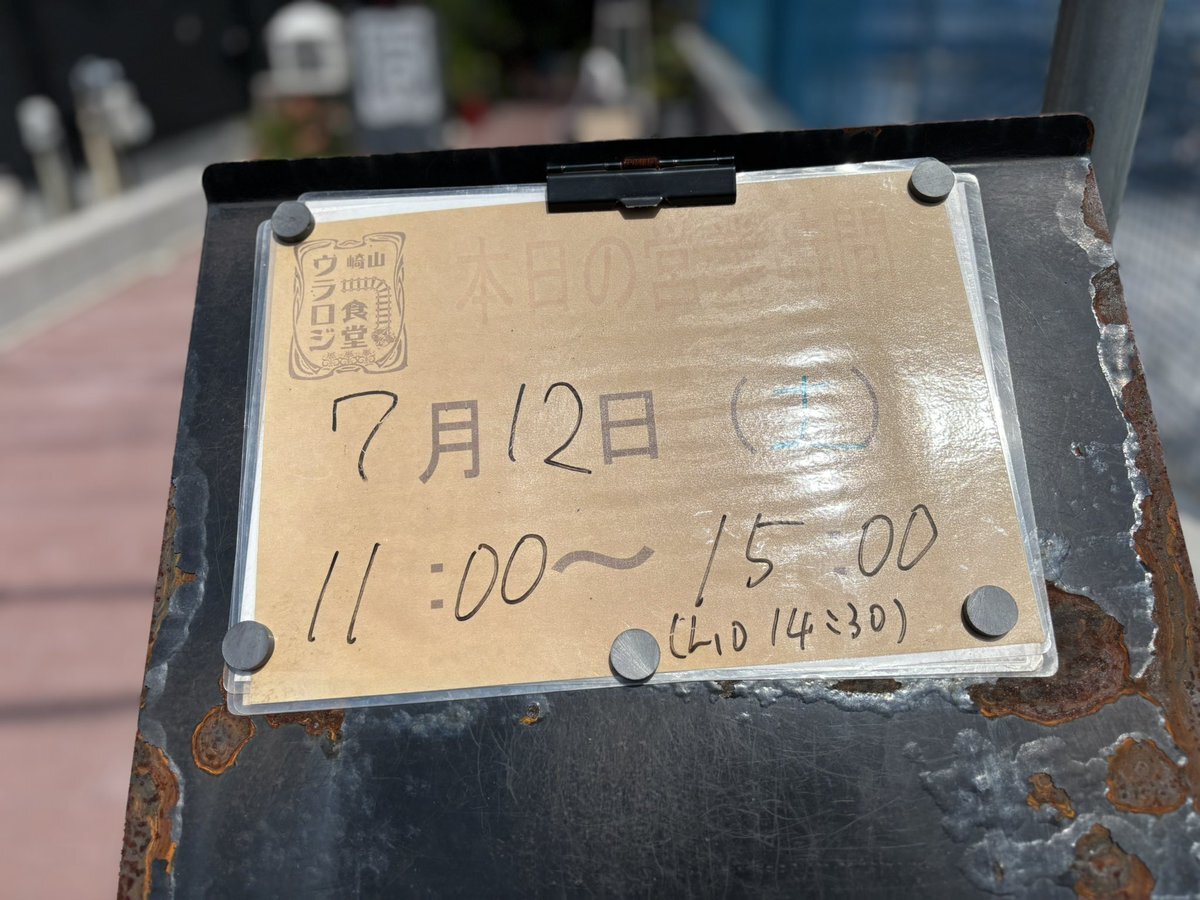 本日の営業時間
山崎
食堂
ウラロジ
7月12日(土)
11:00〜15:00
(L,O 14:30)